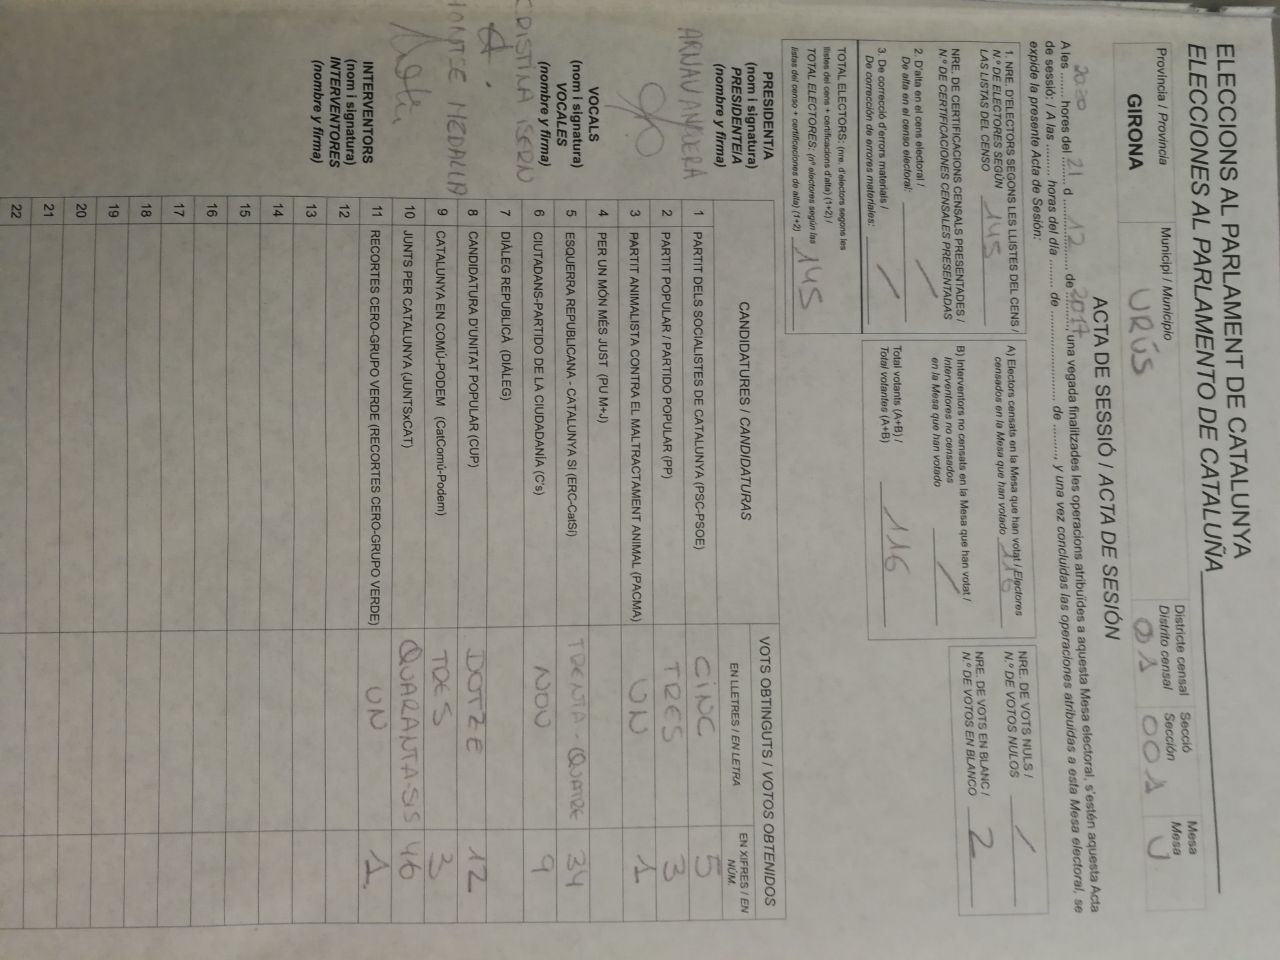 ELECCIONS AL PARLAMENT DE CATALUNYA
ELECCIONES AL PARLAMENTO DE CATALUÑA
Província / Provincia
GIRONA
Municipi / Municipio
URÚS
Districte censal
Distrito censal
01
Secció
Sección
001
Mesa
Mesa
U
ACTA DE SESSIÓ / ACTA DE SESIÓN
A les 2020 hores del 21 d 12 de 2017, una vegada finalitzades les operacions atribuïdes a aquesta Mesa electoral, s'estén aquesta Acta
de sessió: / A las ........ horas del día ........ de ........................ de ........, y una vez concluidas las operaciones atribuidas a esta Mesa electoral, se
expide la presente Acta de Sesión:
1. NRE. D'ELECTORS SEGONS LES LLISTES DEL CENS /
N.º DE ELECTORES SEGÚN
LAS LISTAS DEL CENSO 145
NRE. DE CERTIFICACIONS CENSALS PRESENTADES /
N.º DE CERTIFICACIONES CENSALES PRESENTADAS
2. D'alta en el cens electoral /
De alta en el censo electoral: /
3. De correcció d'errors materials /
De corrección de errores materiales: /
TOTAL ELECTORS: (nre. d'electors segons les
llistes del cens + certificacions d'alta) (1+2) /
TOTAL ELECTORES: (nº electores según las
listas del censo + certificaciones de alta) (1+2) 145
A) Electors censats en la Mesa que han votat / Electores
censados en la Mesa que han votado 116
B) Interventors no censats en la Mesa que han votat /
Interventores no censados
en la Mesa que han votado /
Total votants (A+B) /
Total votantes (A+B) 116
NRE. DE VOTS NULS /
N.º DE VOTOS NULOS /
NRE. DE VOTS EN BLANC /
N.º DE VOTOS EN BLANCO 2
PRESIDENT/A
(nom i signatura)
PRESIDENTE/A
(nombre y firma)
VOCALS
(nom i signatura)
VOCALES
(nombre y firma)
CRISTINA ISERN
MONTSE MEDALLA
INTERVENTORS
(nom i signatura)
INTERVENTORES
(nombre y firma)
CANDIDATURES / CANDIDATURAS
VOTS OBTINGUTS / VOTOS OBTENIDOS
EN LLETRES / EN LETRA
EN XIFRES / EN NÚM.
1 PARTIT DELS SOCIALISTES DE CATALUNYA (PSC-PSOE) CINC 5
2 PARTIT POPULAR / PARTIDO POPULAR (PP) TRES 3
3 PARTIT ANIMALISTA CONTRA EL MALTRACTAMENT ANIMAL (PACMA) UN 1
4 PER UN MÓN MÉS JUST (PU M+J)
5 ESQUERRA REPUBLICANA - CATALUNYA SI (ERC-CatSI) TRENTA-QUATRE 34
6 CIUTADANS-PARTIDO DE LA CIUDADANÍA (C's) NOU 9
7 DIÀLEG REPUBLICÀ (DIÀLEG)
8 CANDIDATURA D'UNITAT POPULAR (CUP) DOTZE 12
9 CATALUNYA EN COMÚ-PODEM (CatComú-Podem) TRES 3
10 JUNTS PER CATALUNYA (JUNTSxCAT) QUARANTA-SIS 46
11 RECORTES CERO-GRUPO VERDE (RECORTES CERO-GRUPO VERDE) UN 1
12
13
14
15
16
17
18
19
20
21
22